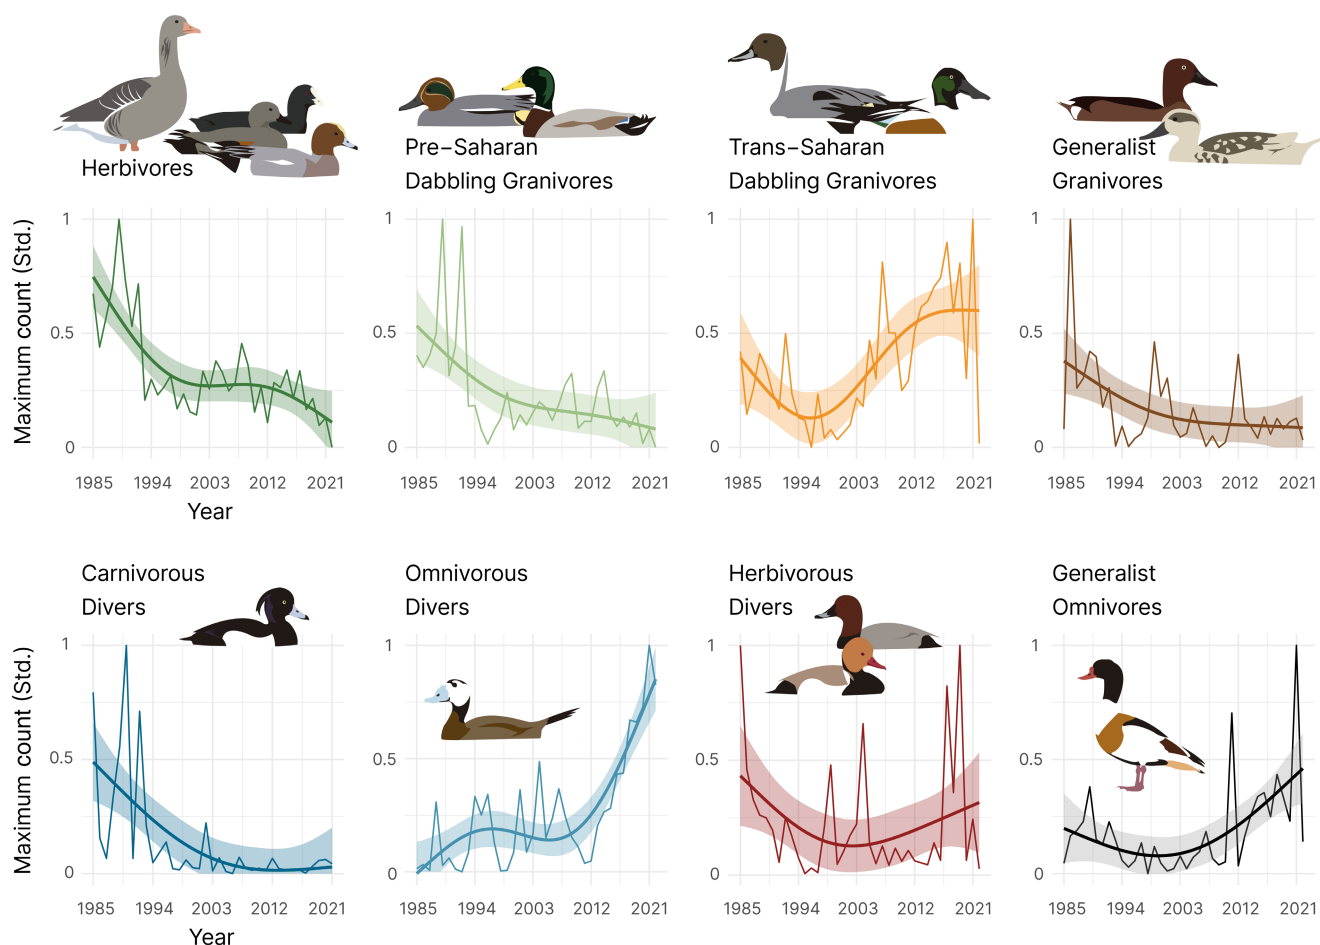 Herbivores
Pre–Saharan
Dabbling Granivores
Trans–Saharan
Dabbling Granivores
Generalist
Granivores
Maximum count (Std.)
1
0.5
0
1985 1994 2003 2012 2021
Year
1
0.5
0
1985 1994 2003 2012 2021
1
0.5
0
1985 1994 2003 2012 2021
1
0.5
0
1985 1994 2003 2012 2021
Carnivorous
Divers
Omnivorous
Divers
Herbivorous
Divers
Generalist
Omnivores
Maximum count (Std.)
1
0.5
0
1985 1994 2003 2012 2021
Year
1
0.5
0
1985 1994 2003 2012 2021
1
0.5
0
1985 1994 2003 2012 2021
1
0.5
0
1985 1994 2003 2012 2021